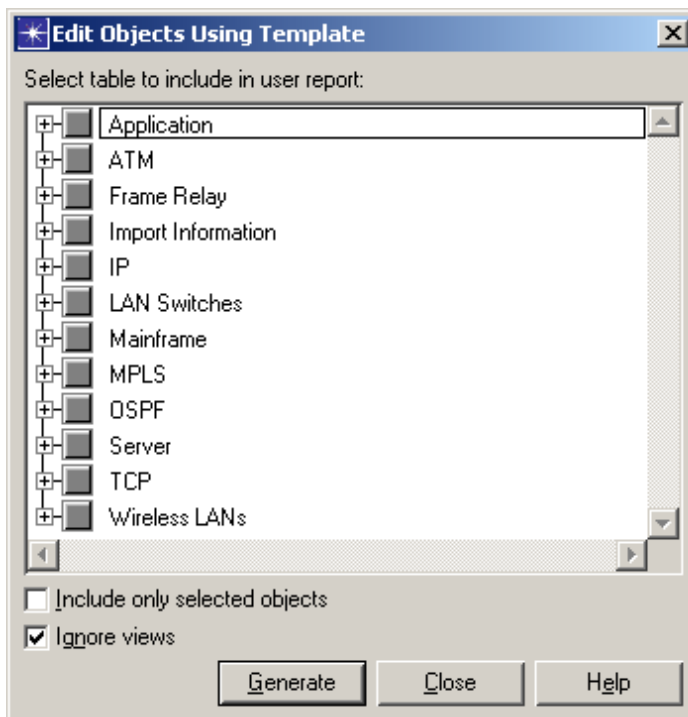 Edit Objects Using Template
Select table to include in user report:
Application
ATM
Frame Relay
Import Information
IP
LAN Switches
Mainframe
MPLS
OSPF
Server
TCP
Wireless LANs
Include only selected objects
Ignore views
Generate Close Help